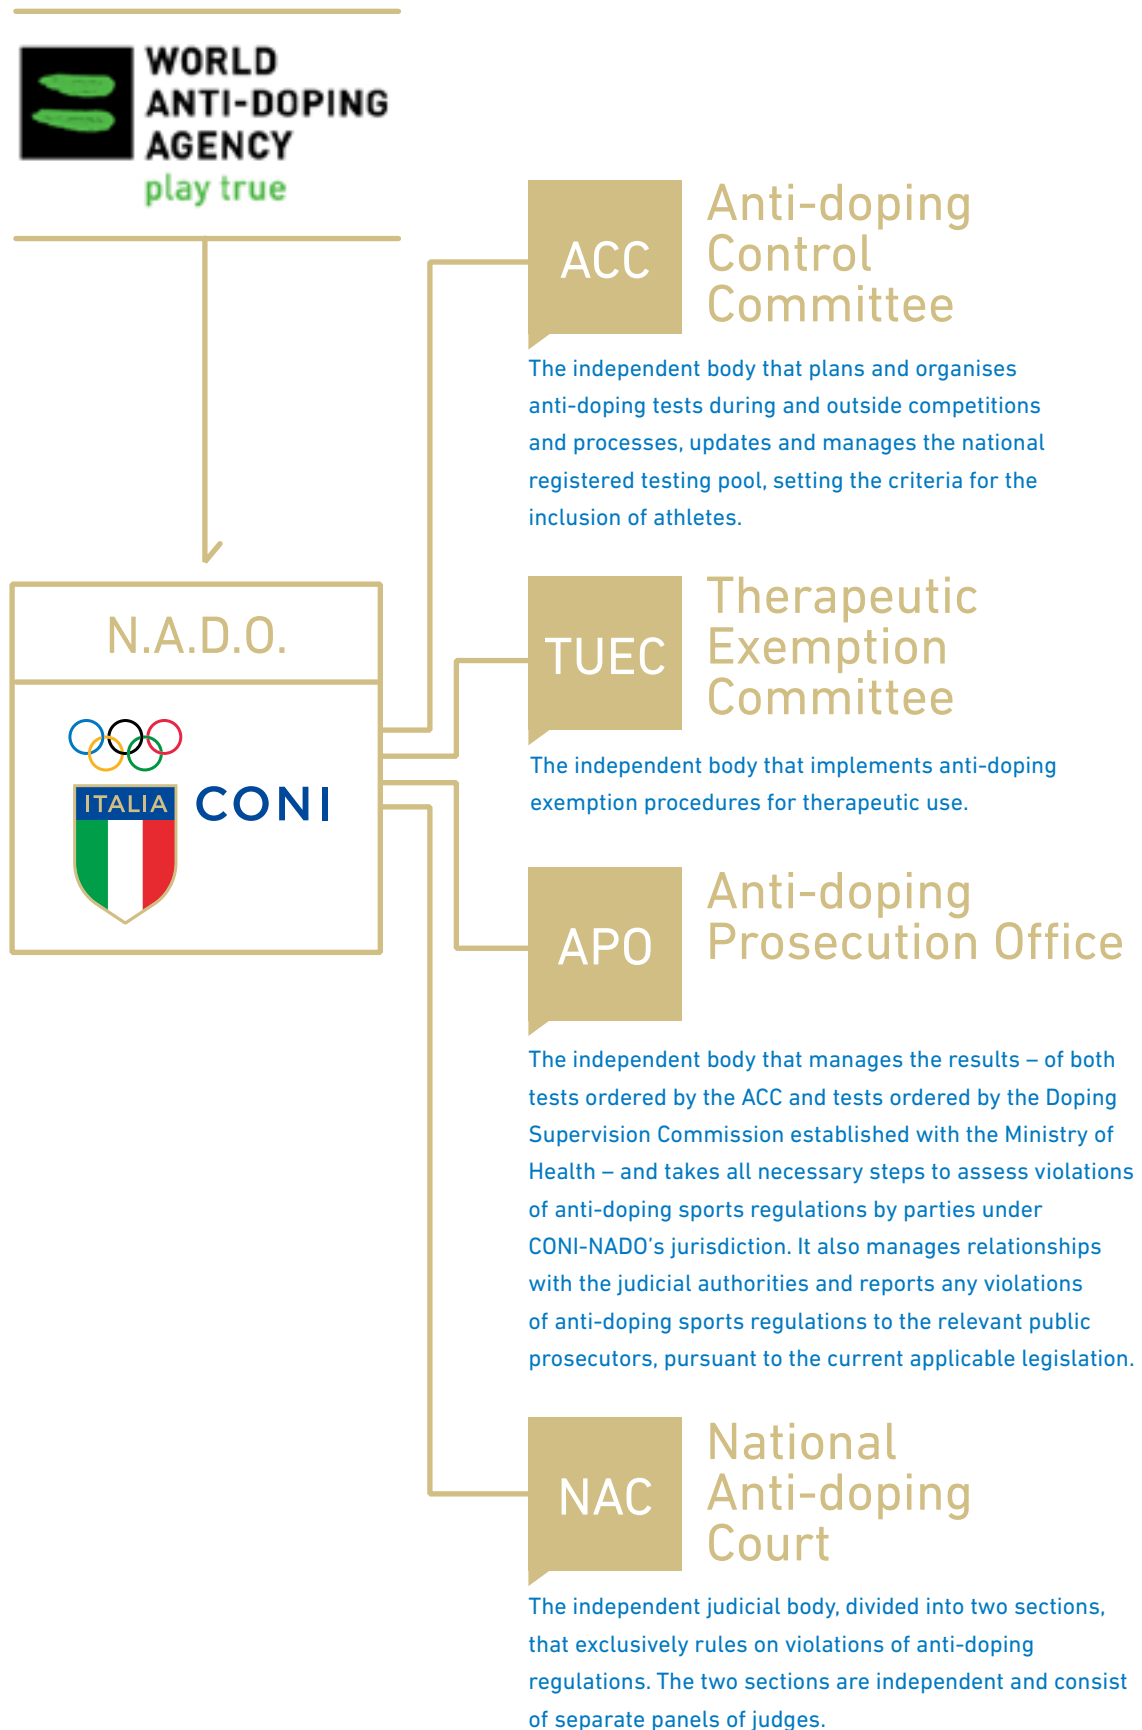 WORLD
ANTI-DOPING
AGENCY
play true
N.A.D.O.
ITALIA
CONI
ACC
Anti-doping
Control
Committee
The independent body that plans and organises
anti-doping tests during and outside competitions
and processes, updates and manages the national
registered testing pool, setting the criteria for the
inclusion of athletes.
TUEC
Therapeutic
Exemption
Committee
The independent body that implements anti-doping
exemption procedures for therapeutic use.
APO
Anti-doping
Prosecution Office
The independent body that manages the results – of both
tests ordered by the ACC and tests ordered by the Doping
Supervision Commission established with the Ministry of
Health – and takes all necessary steps to assess violations
of anti-doping sports regulations by parties under
CONI-NADO's jurisdiction. It also manages relationships
with the judicial authorities and reports any violations
of anti-doping sports regulations to the relevant public
prosecutors, pursuant to the current applicable legislation.
NAC
National
Anti-doping
Court
The independent judicial body, divided into two sections,
that exclusively rules on violations of anti-doping
regulations. The two sections are independent and consist
of separate panels of judges.